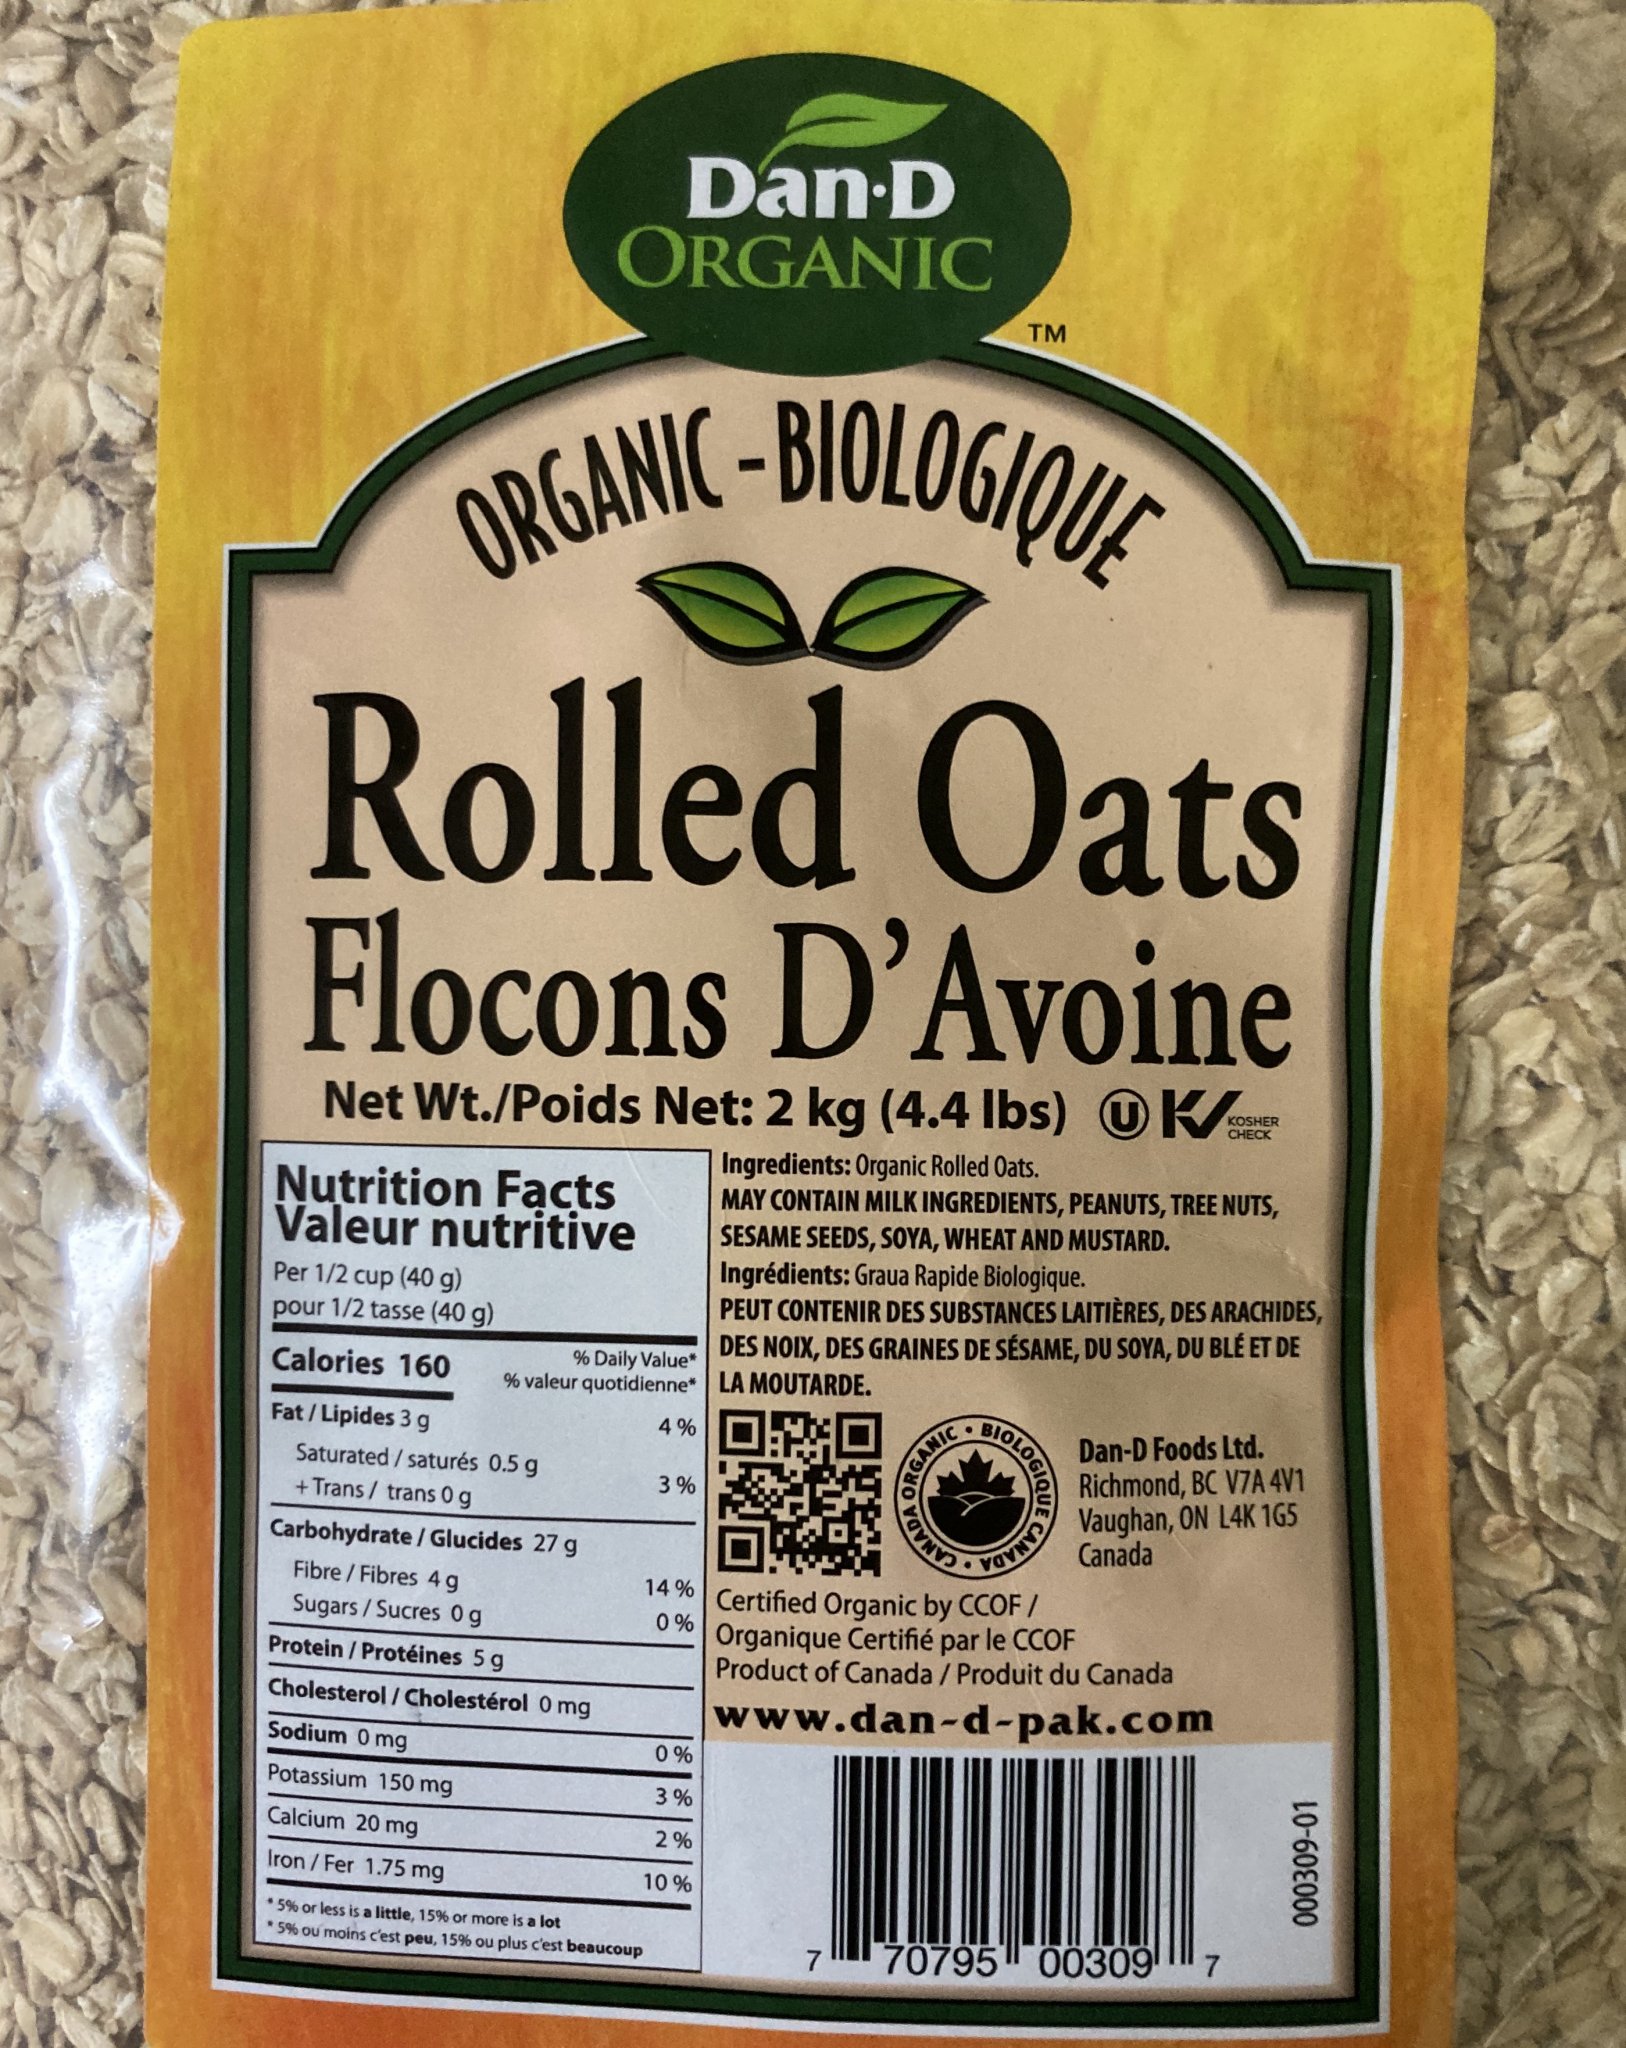 Dan·D
ORGANIC
TM
ORGANIC - BIOLOGIQUE
Rolled Oats
Flocons D'Avoine
Net Wt./Poids Net: 2 kg (4.4 lbs) U K KOSHER
CHECK
Nutrition Facts
Valeur nutritive
Per 1/2 cup (40 g)
pour 1/2 tasse (40 g)
Calories 160
% Daily Value*
% valeur quotidienne*
Fat / Lipides 3 g 4 %
Saturated / saturés 0.5 g
+ Trans / trans 0 g 3 %
Carbohydrate / Glucides 27 g
Fibre / Fibres 4 g 14 %
Sugars / Sucres 0 g 0 %
Protein / Protéines 5 g
Cholesterol / Cholestérol 0 mg
Sodium 0 mg 0 %
Potassium 150 mg 3 %
Calcium 20 mg 2 %
Iron / Fer 1.75 mg 10 %
* 5% or less is a little, 15% or more is a lot
* 5% ou moins c'est peu, 15% ou plus c'est beaucoup
Ingredients: Organic Rolled Oats.
MAY CONTAIN MILK INGREDIENTS, PEANUTS, TREE NUTS,
SESAME SEEDS, SOYA, WHEAT AND MUSTARD.
Ingrédients: Graua Rapide Biologique.
PEUT CONTENIR DES SUBSTANCES LAITIÈRES, DES ARACHIDES,
DES NOIX, DES GRAINES DE SÉSAME, DU SOYA, DU BLÉ ET DE
LA MOUTARDE.
CANADA ORGANIC • BIOLOGIQUE CANADA •
Dan-D Foods Ltd.
Richmond, BC V7A 4V1
Vaughan, ON L4K 1G5
Canada
Certified Organic by CCOF /
Organique Certifié par le CCOF
Product of Canada / Produit du Canada
www.dan-d-pak.com
7 70795 00309 7
000309-01